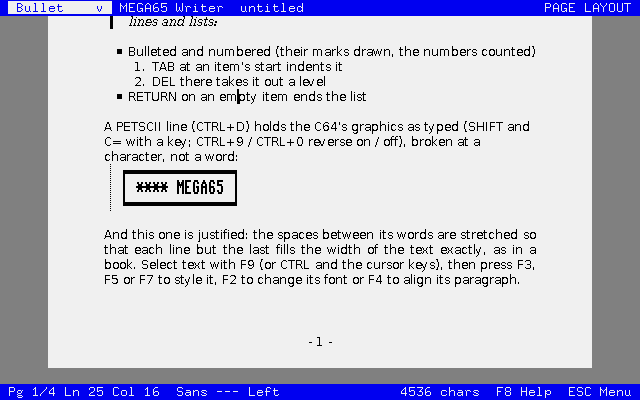 Bullet v MEGA65 Writer untitled PAGE LAYOUT
lines and lists:
▪ Bulleted and numbered (their marks drawn, the numbers counted)
1. TAB at an item's start indents it
2. DEL there takes it out a level
▪ RETURN on an empty item ends the list
A PETSCII line (CTRL+D) holds the C64's graphics as typed (SHIFT and
C= with a key; CTRL+9 / CTRL+0 reverse on / off), broken at a
character, not a word:
**** MEGA65
And this one is justified: the spaces between its words are stretched so
that each line but the last fills the width of the text exactly, as in a
book. Select text with F9 (or CTRL and the cursor keys), then press F3,
F5 or F7 to style it, F2 to change its font or F4 to align its paragraph.
- 1 -
Pg 1/4 Ln 25 Col 16 Sans --- Left 4536 chars F8 Help ESC Menu